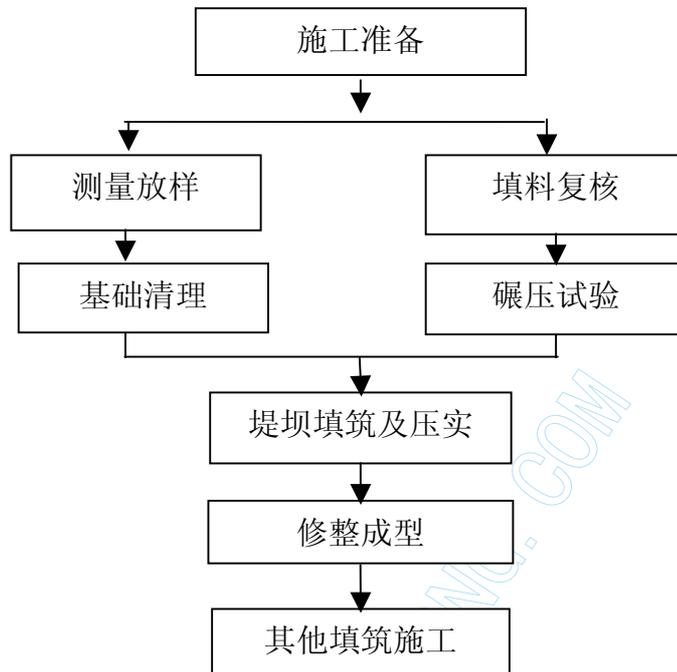 施工准备
测量放样
填料复核
基础清理
碾压试验
堤坝填筑及压实
修整成型
其他填筑施工